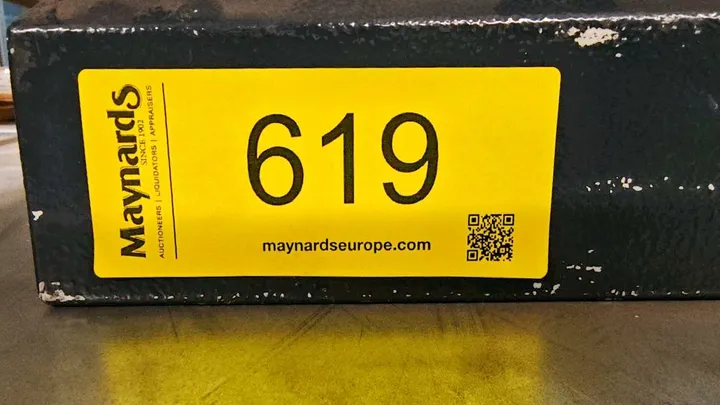 Maynards
SINCE 1902
AUCTIONEERS | LIQUIDATORS | APPRAISERS
619
maynardseurope.com